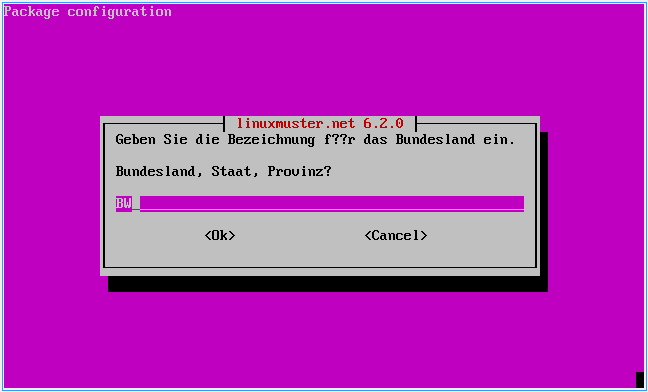 Package configuration
linuxmuster.net 6.2.0
Geben Sie die Bezeichnung f??r das Bundesland ein.
Bundesland, Staat, Provinz?
BW
<Ok> <Cancel>